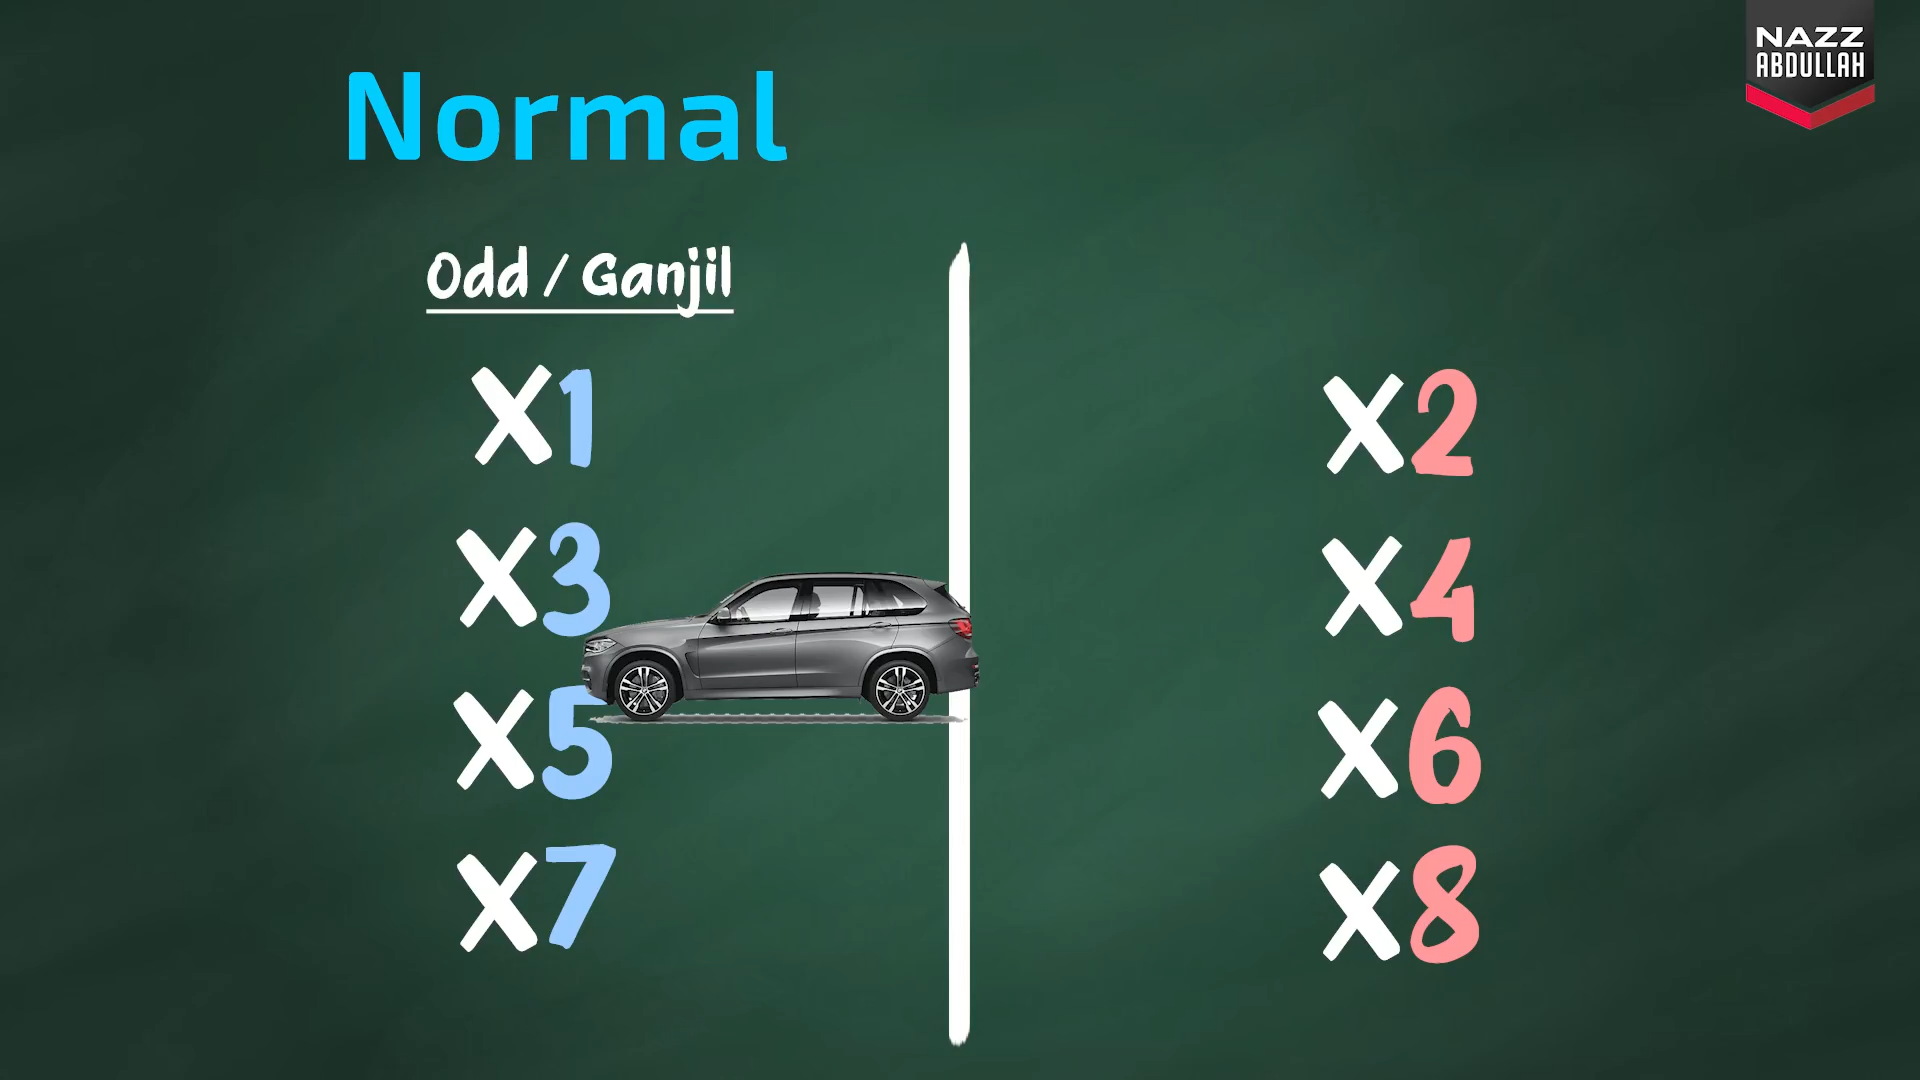 NAZZ
ABDULLAH
Normal
Odd / Ganjil
X1
X3
X5
X7
X2
X4
X6
X8